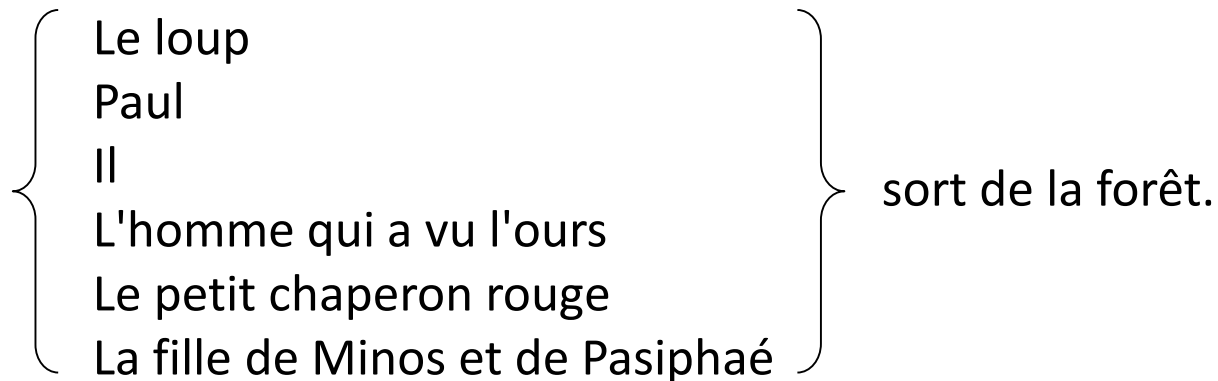 Le loup
Paul
Il
L'homme qui a vu l'ours
Le petit chaperon rouge
La fille de Minos et de Pasiphaé
sort de la forêt.